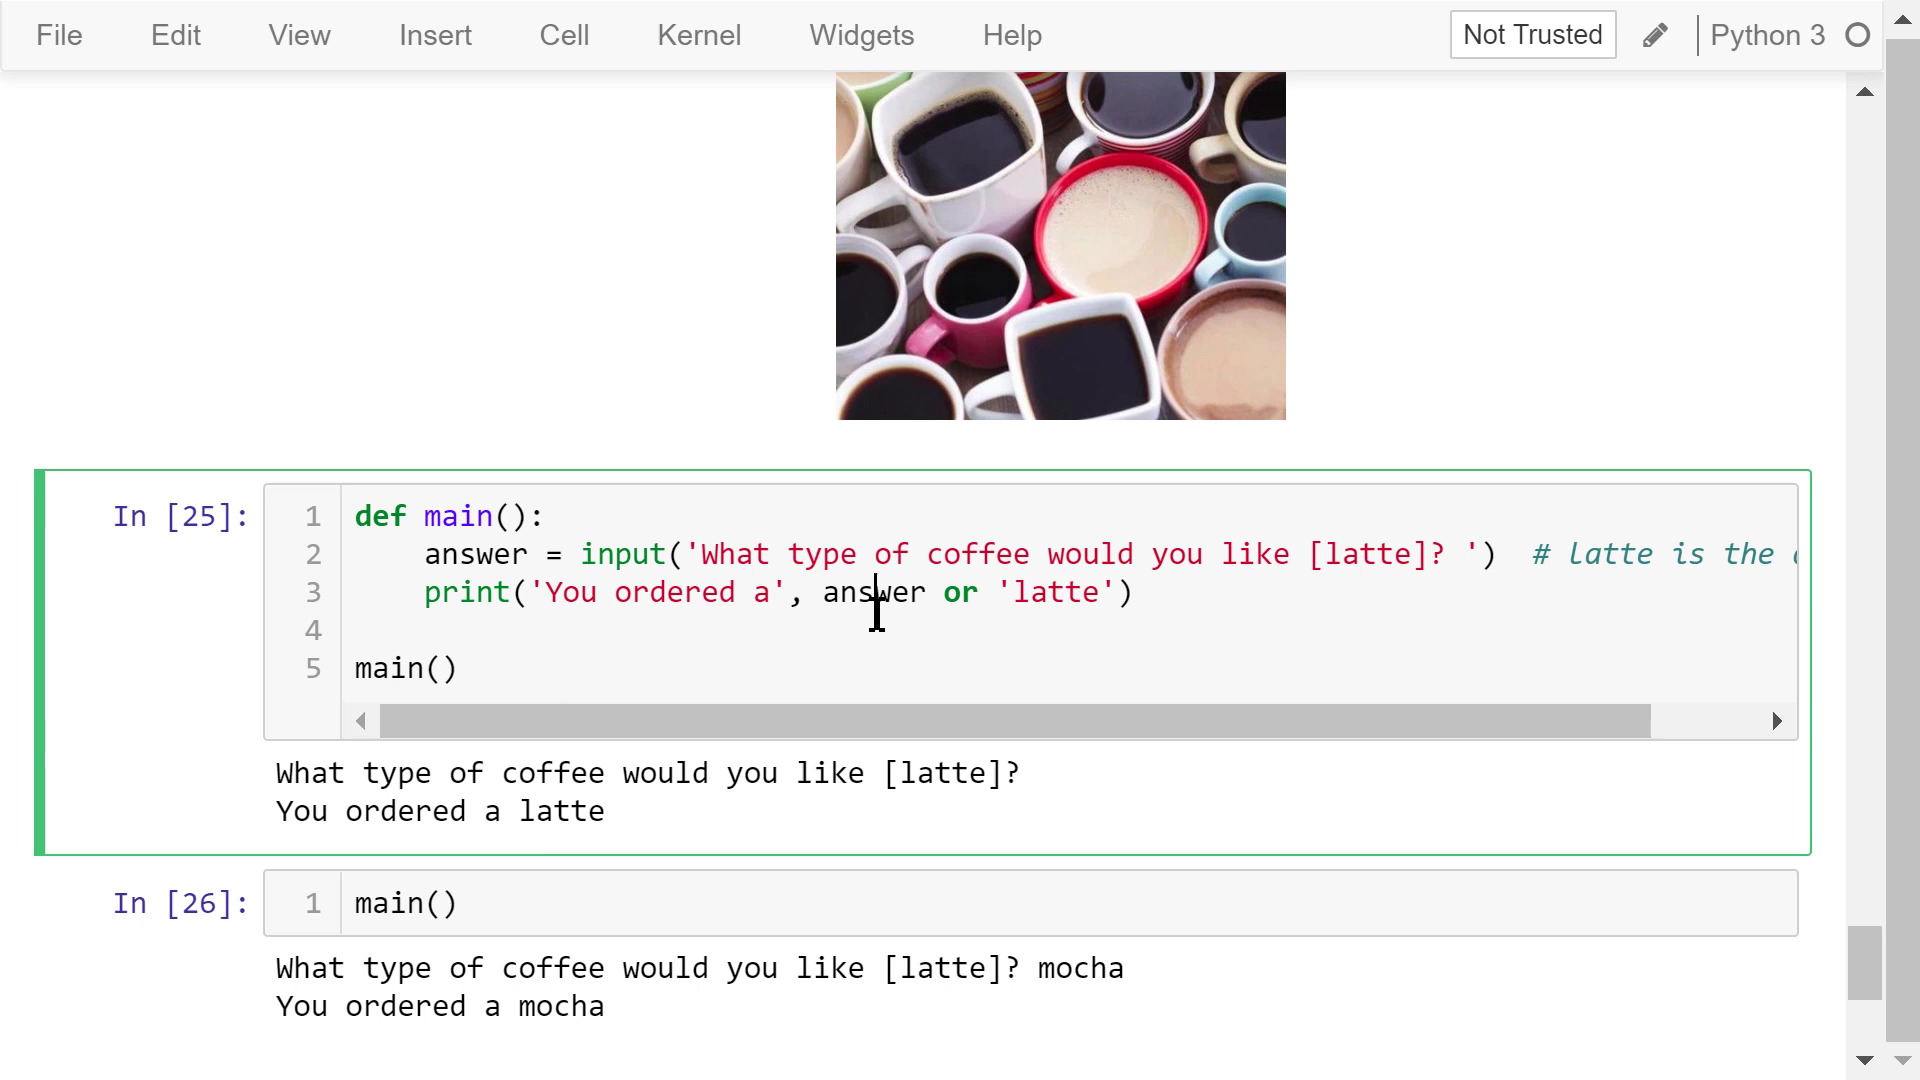 File Edit View Insert Cell Kernel Widgets Help Not Trusted Python 3
In [25]:
1 def main():
2 answer = input('What type of coffee would you like [latte]? ') # latte is the
3 print('You ordered a', answer or 'latte')
4
5 main()
What type of coffee would you like [latte]?
You ordered a latte
In [26]:
1 main()
What type of coffee would you like [latte]? mocha
You ordered a mocha